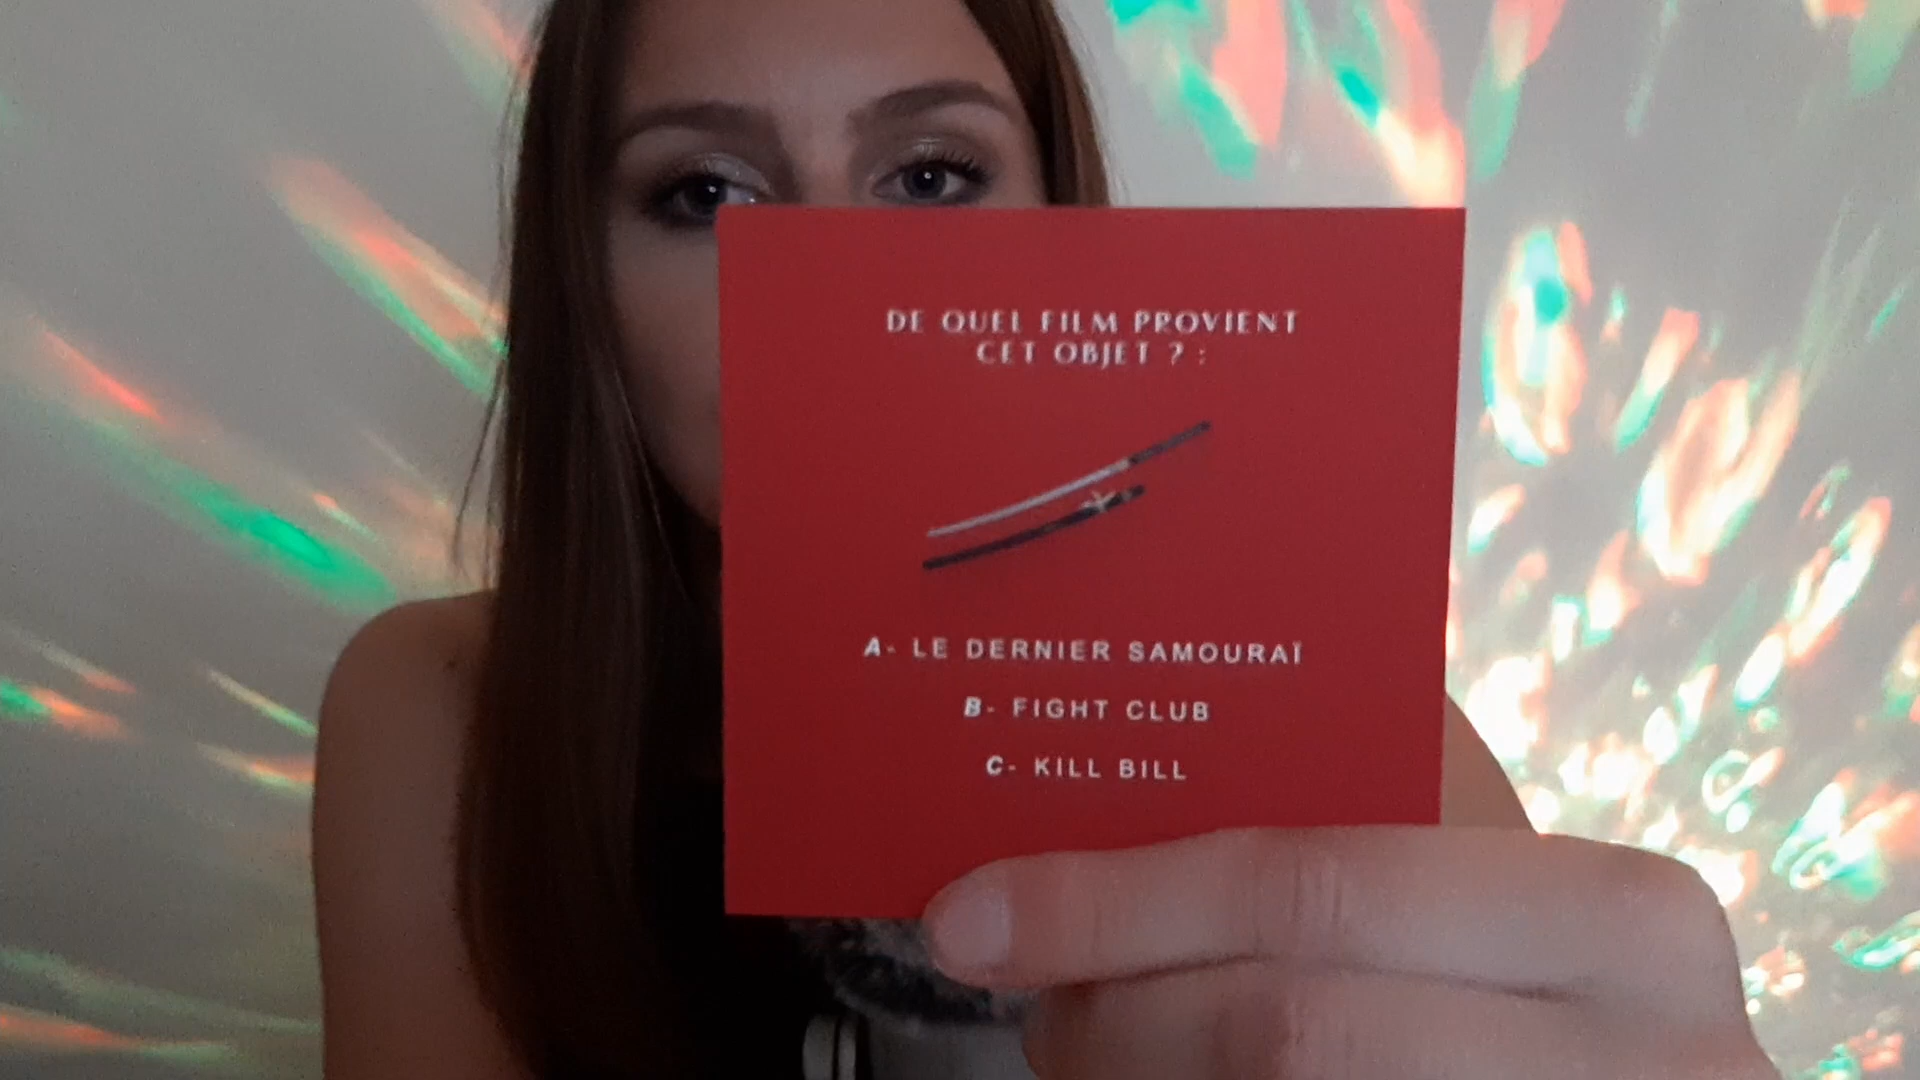 DE QUEL FILM PROVIENT
CET OBJET ? :
A- LE DERNIER SAMOURAÏ
B- FIGHT CLUB
C- KILL BILL